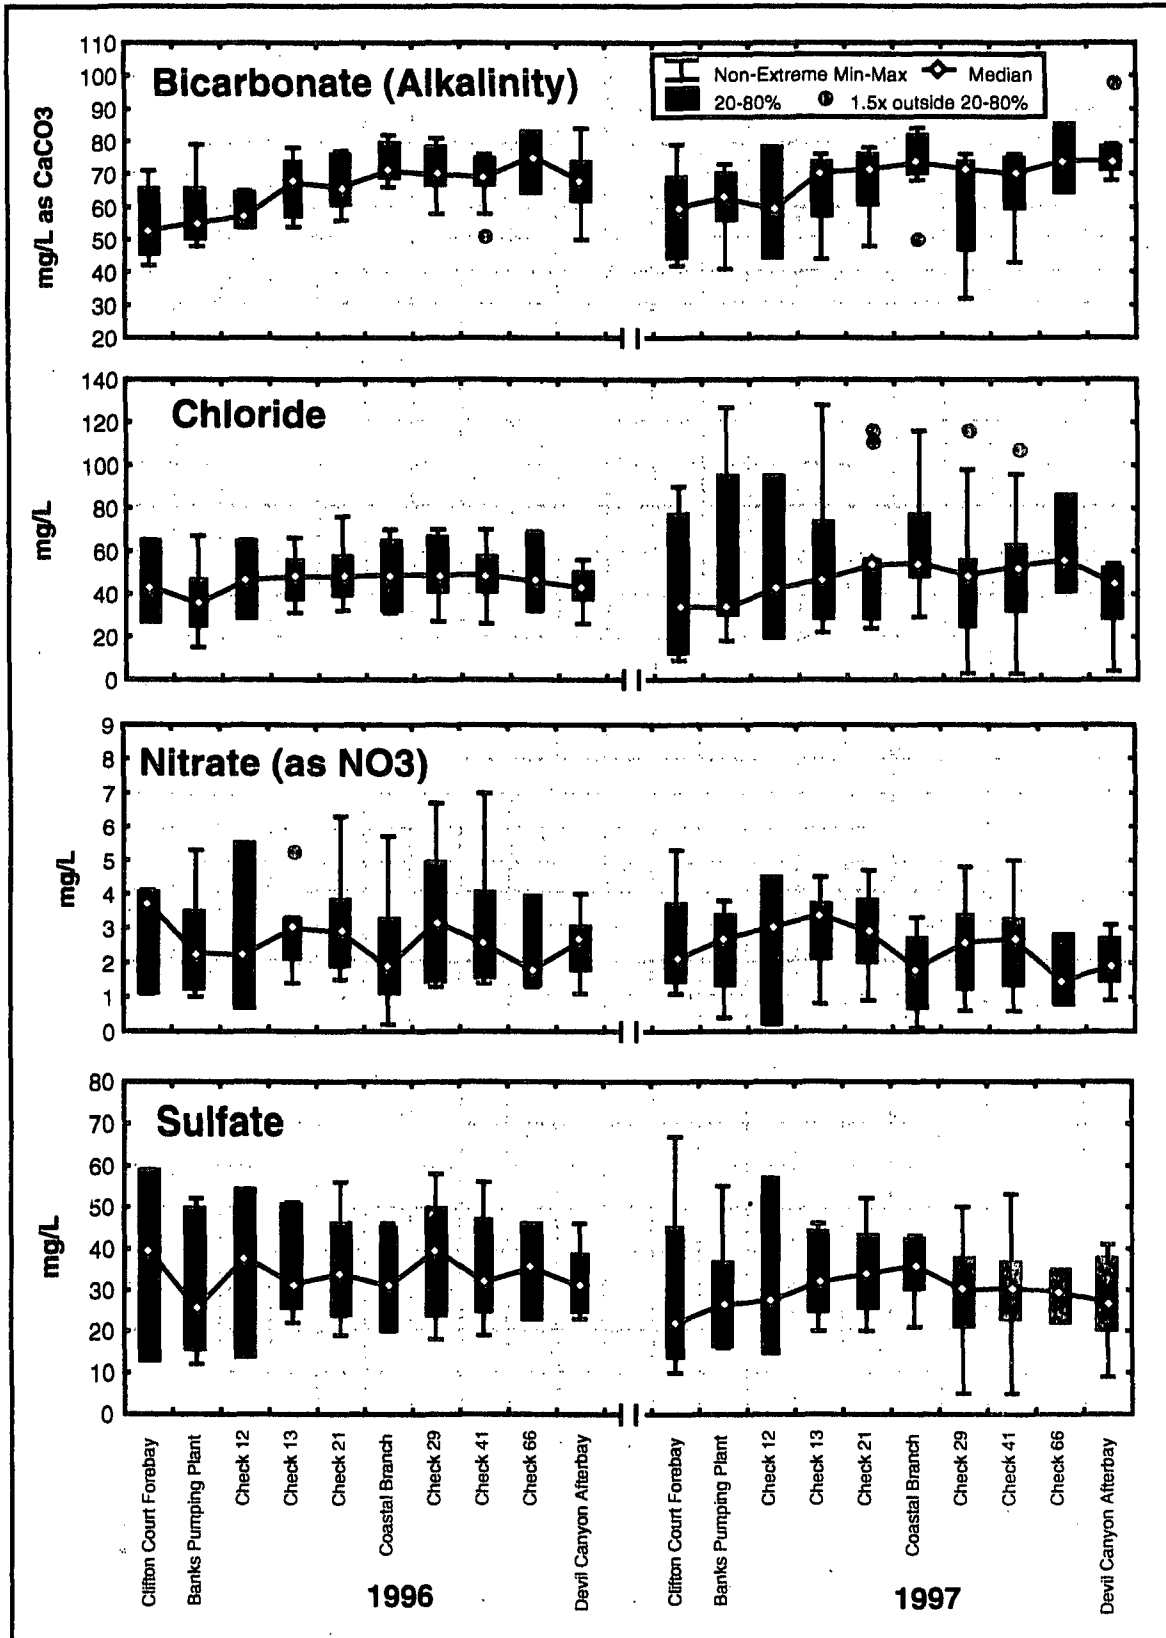 Bicarbonate (Alkalinity)
Non-Extreme Min-Max Median
20-80% 1.5x outside 20-80%
mg/L as CaCO3
110
100
90
80
70
60
50
40
30
20
Chloride
mg/L
140
120
100
80
60
40
20
0
Nitrate (as NO3)
mg/L
9
8
7
6
5
4
3
2
1
0
Sulfate
mg/L
80
70
60
50
40
30
20
10
0
Clifton Court Forebay
Banks Pumping Plant
Check 12
Check 13
Check 21
Coastal Branch
Check 29
Check 41
Check 66
Devil Canyon Afterbay
Clifton Court Forebay
Banks Pumping Plant
Check 12
Check 13
Check 21
Coastal Branch
Check 29
Check 41
Check 66
Devil Canyon Afterbay
1996 1997